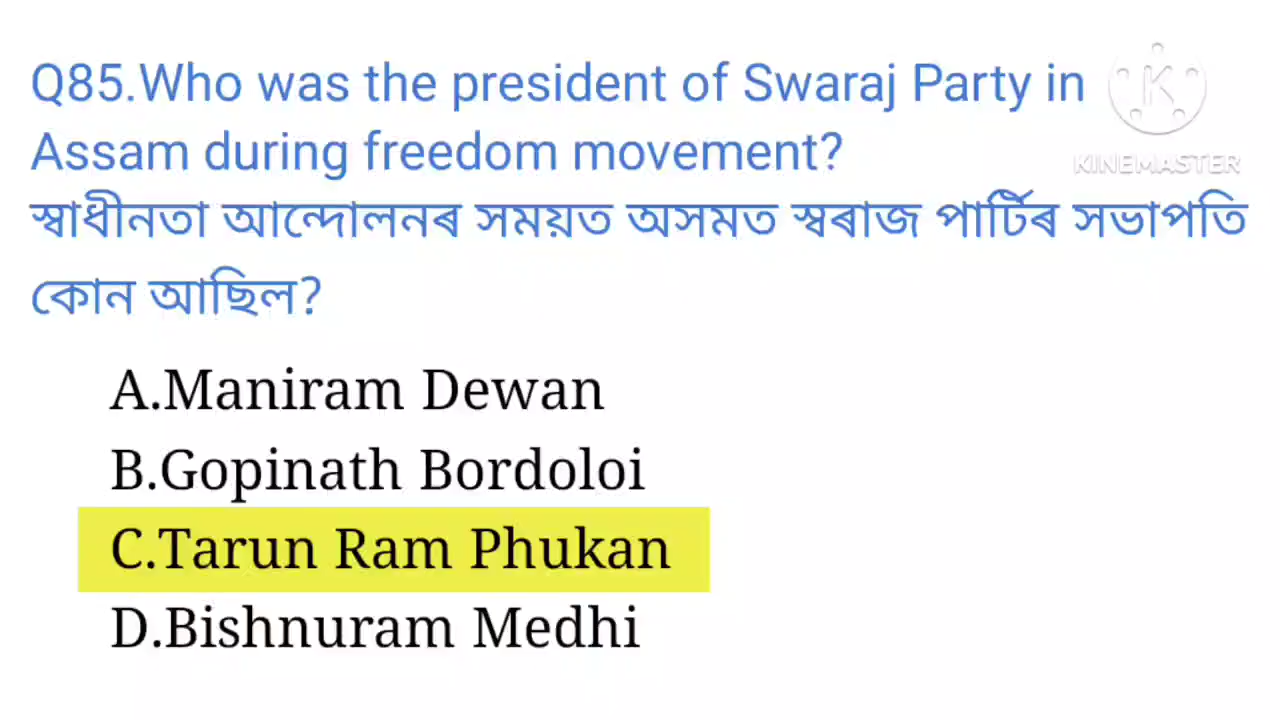 Q85.Who was the president of Swaraj Party in
Assam during freedom movement?
স্বাধীনতা আন্দোলনৰ সময়ত অসমত স্বৰাজ পাৰ্টিৰ সভাপতি
কোন আছিল?
A.Maniram Dewan
B.Gopinath Bordoloi
C.Tarun Ram Phukan
D.Bishnuram Medhi
K
KINEMASTER